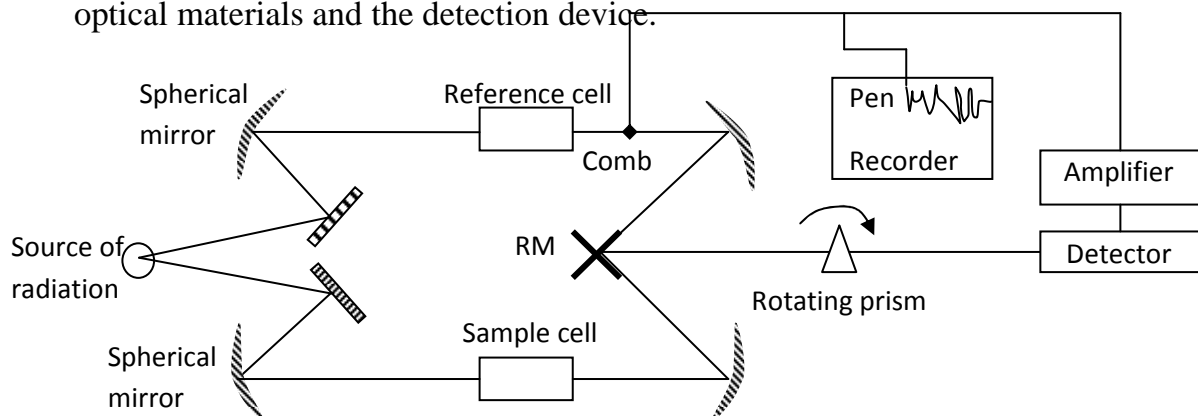 optical materials and the detection device.
Spherical
mirror
Reference cell
Comb
Pen
Recorder
Amplifier
Source of
radiation
RM
Detector
Rotating prism
Spherical
mirror
Sample cell